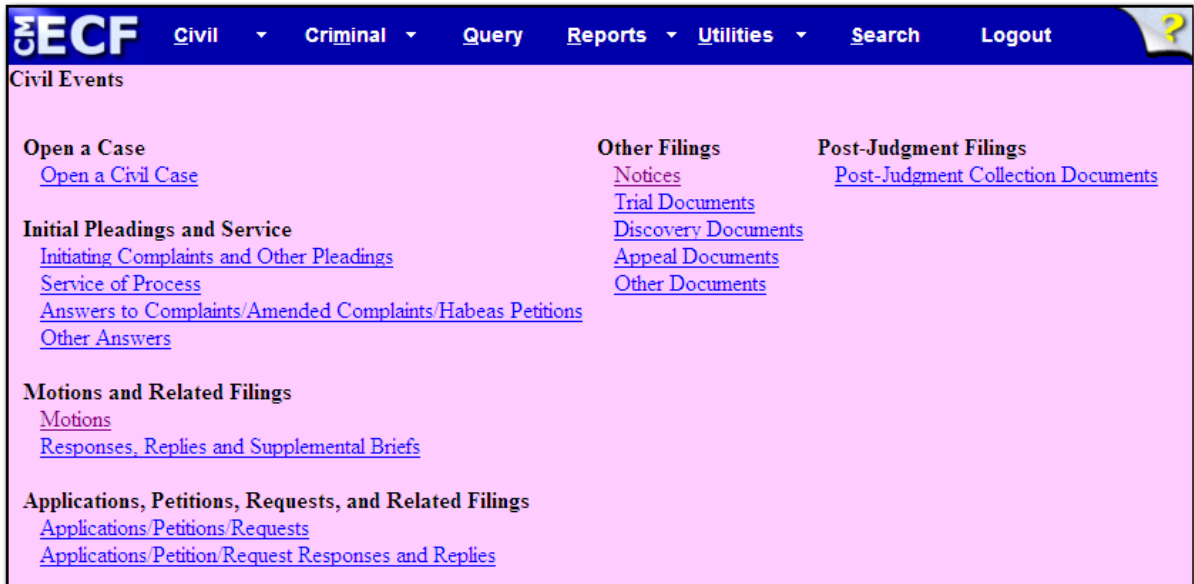 CM ECF Civil Criminal Query Reports Utilities Search Logout ?
Civil Events
Open a Case
Open a Civil Case
Initial Pleadings and Service
Initiating Complaints and Other Pleadings
Service of Process
Answers to Complaints/Amended Complaints/Habeas Petitions
Other Answers
Motions and Related Filings
Motions
Responses, Replies and Supplemental Briefs
Applications, Petitions, Requests, and Related Filings
Applications/Petitions/Requests
Applications/Petition/Request Responses and Replies
Other Filings
Notices
Trial Documents
Discovery Documents
Appeal Documents
Other Documents
Post-Judgment Filings
Post-Judgment Collection Documents